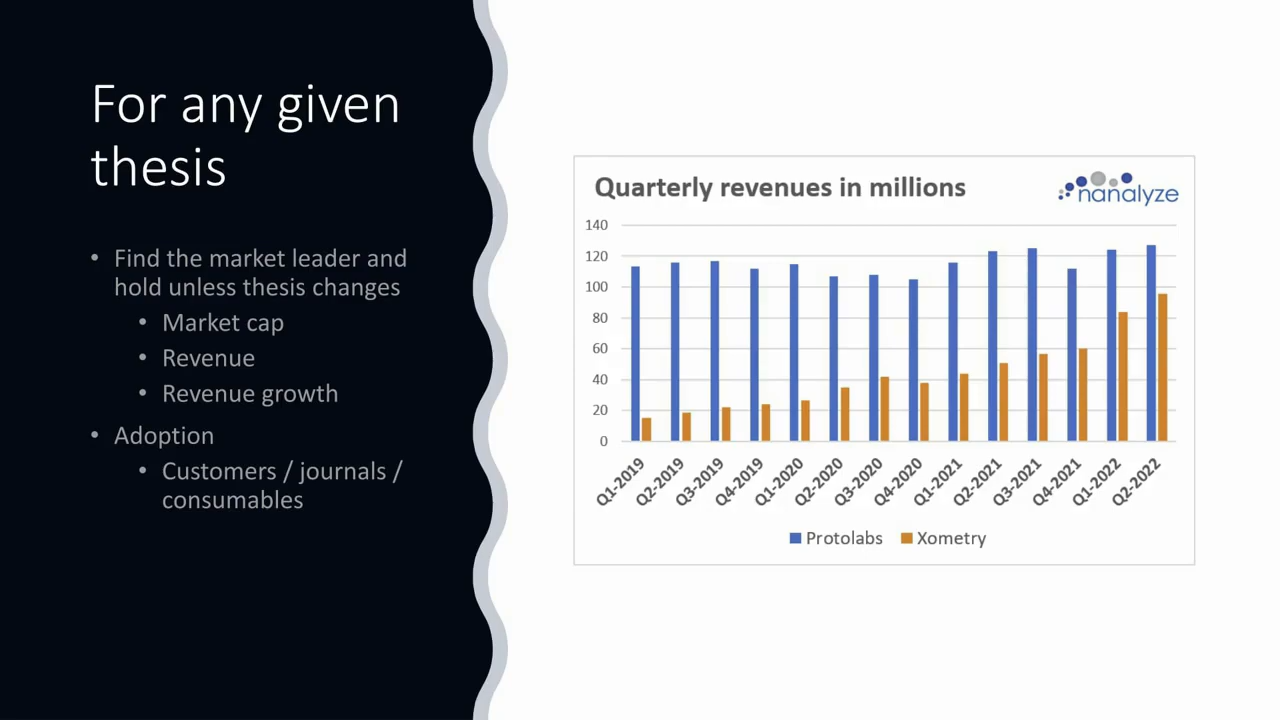 For any given
thesis
• Find the market leader and
hold unless thesis changes
• Market cap
• Revenue
• Revenue growth
• Adoption
• Customers / journals /
consumables
Quarterly revenues in millions
nanalyze
140
120
100
80
60
40
20
0
Q1-2019
Q2-2019
Q3-2019
Q4-2019
Q1-2020
Q2-2020
Q3-2020
Q4-2020
Q1-2021
Q2-2021
Q3-2021
Q4-2021
Q1-2022
Q2-2022
Protolabs
Xometry